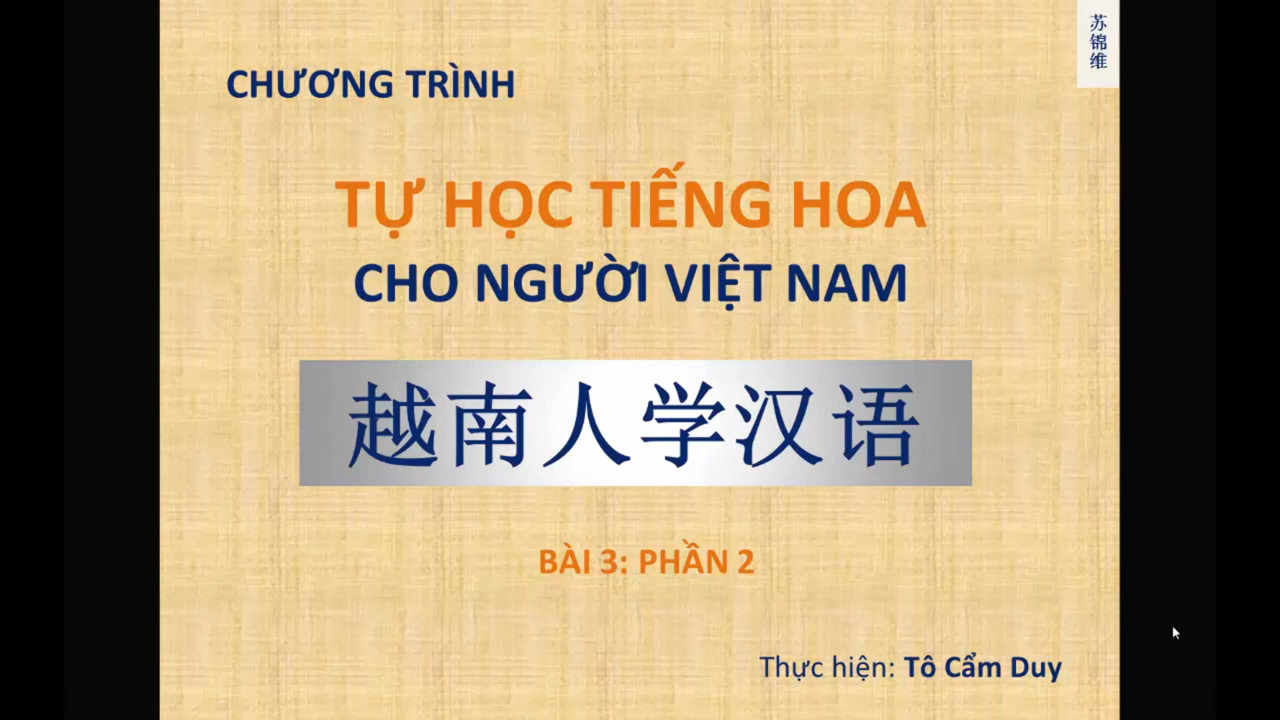 苏锦维
CHƯƠNG TRÌNH
TỰ HỌC TIẾNG HOA
CHO NGƯỜI VIỆT NAM
越南人学汉语
BÀI 3: PHẦN 2
Thực hiện: Tô Cẩm Duy